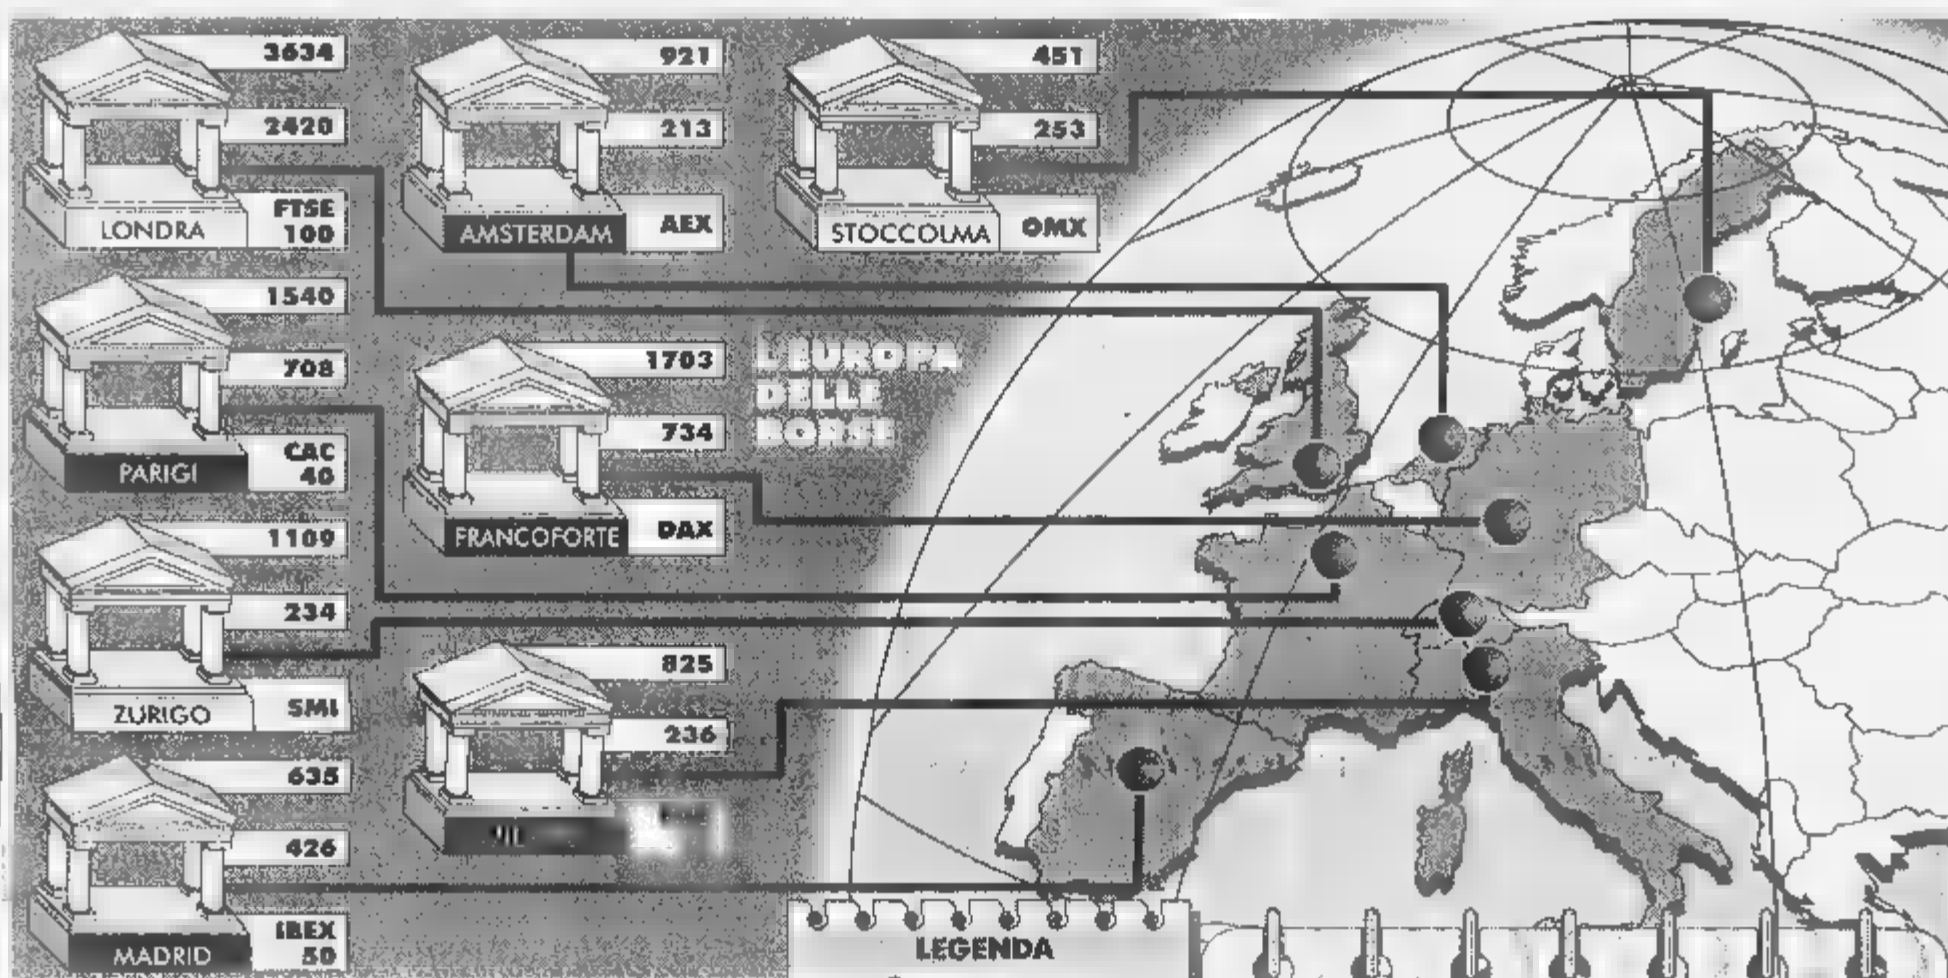 3634
2420
LONDRA
FTSE
100
921
213
AMSTERDAM
AEX
451
253
STOCCOLMA
OMX
1540
708
PARIGI
CAC
40
1703
734
FRANCOFORTE
DAX
L'EUROPA
DELLE
BORSE
1109
234
ZURIGO
SMI
825
236
635
426
MADRID
IBEX
50
LEGENDA